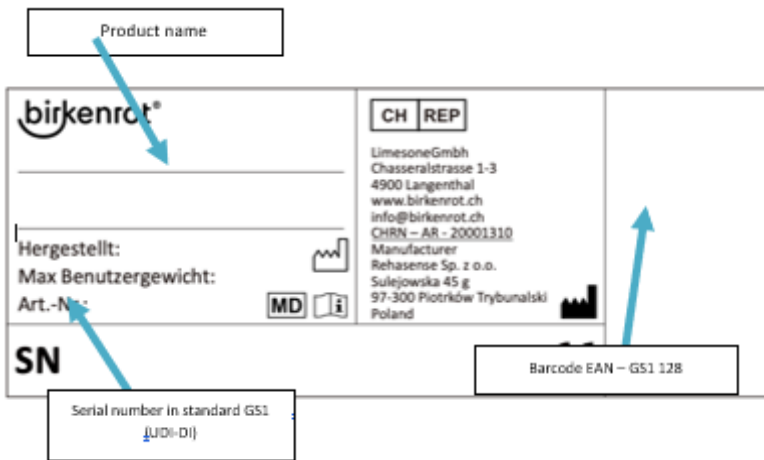 Product name
birkenrot®
Hergestellt:
Max Benutzergewicht:
Art.-Nr.:
MD
CH REP
LimesoneGmbh
Chasseralstrasse 1-3
4900 Langenthal
www.birkenrot.ch
info@birkenrot.ch
CHRN – AR - 20001310
Manufacturer
Rehasense Sp. z o.o.
Sulejowska 45 g
97-300 Piotrków Trybunalski
Poland
SN
Barcode EAN – GS1 128
Serial number in standard GS1
(UDI-DI)